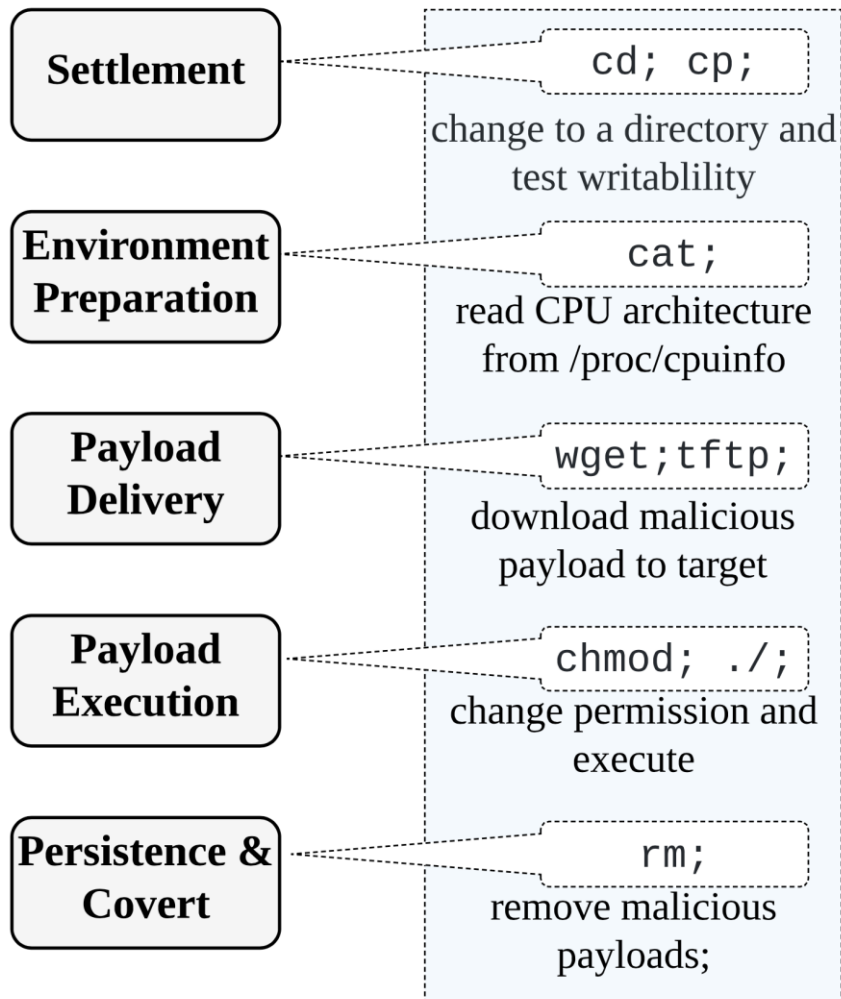 Settlement
cd; cp;
change to a directory and
test writablility
Environment
Preparation
cat;
read CPU architecture
from /proc/cpuinfo
Payload
Delivery
wget;tftp;
download malicious
payload to target
Payload
Execution
chmod; ./;
change permission and
execute
Persistence &
Covert
rm;
remove malicious
payloads;